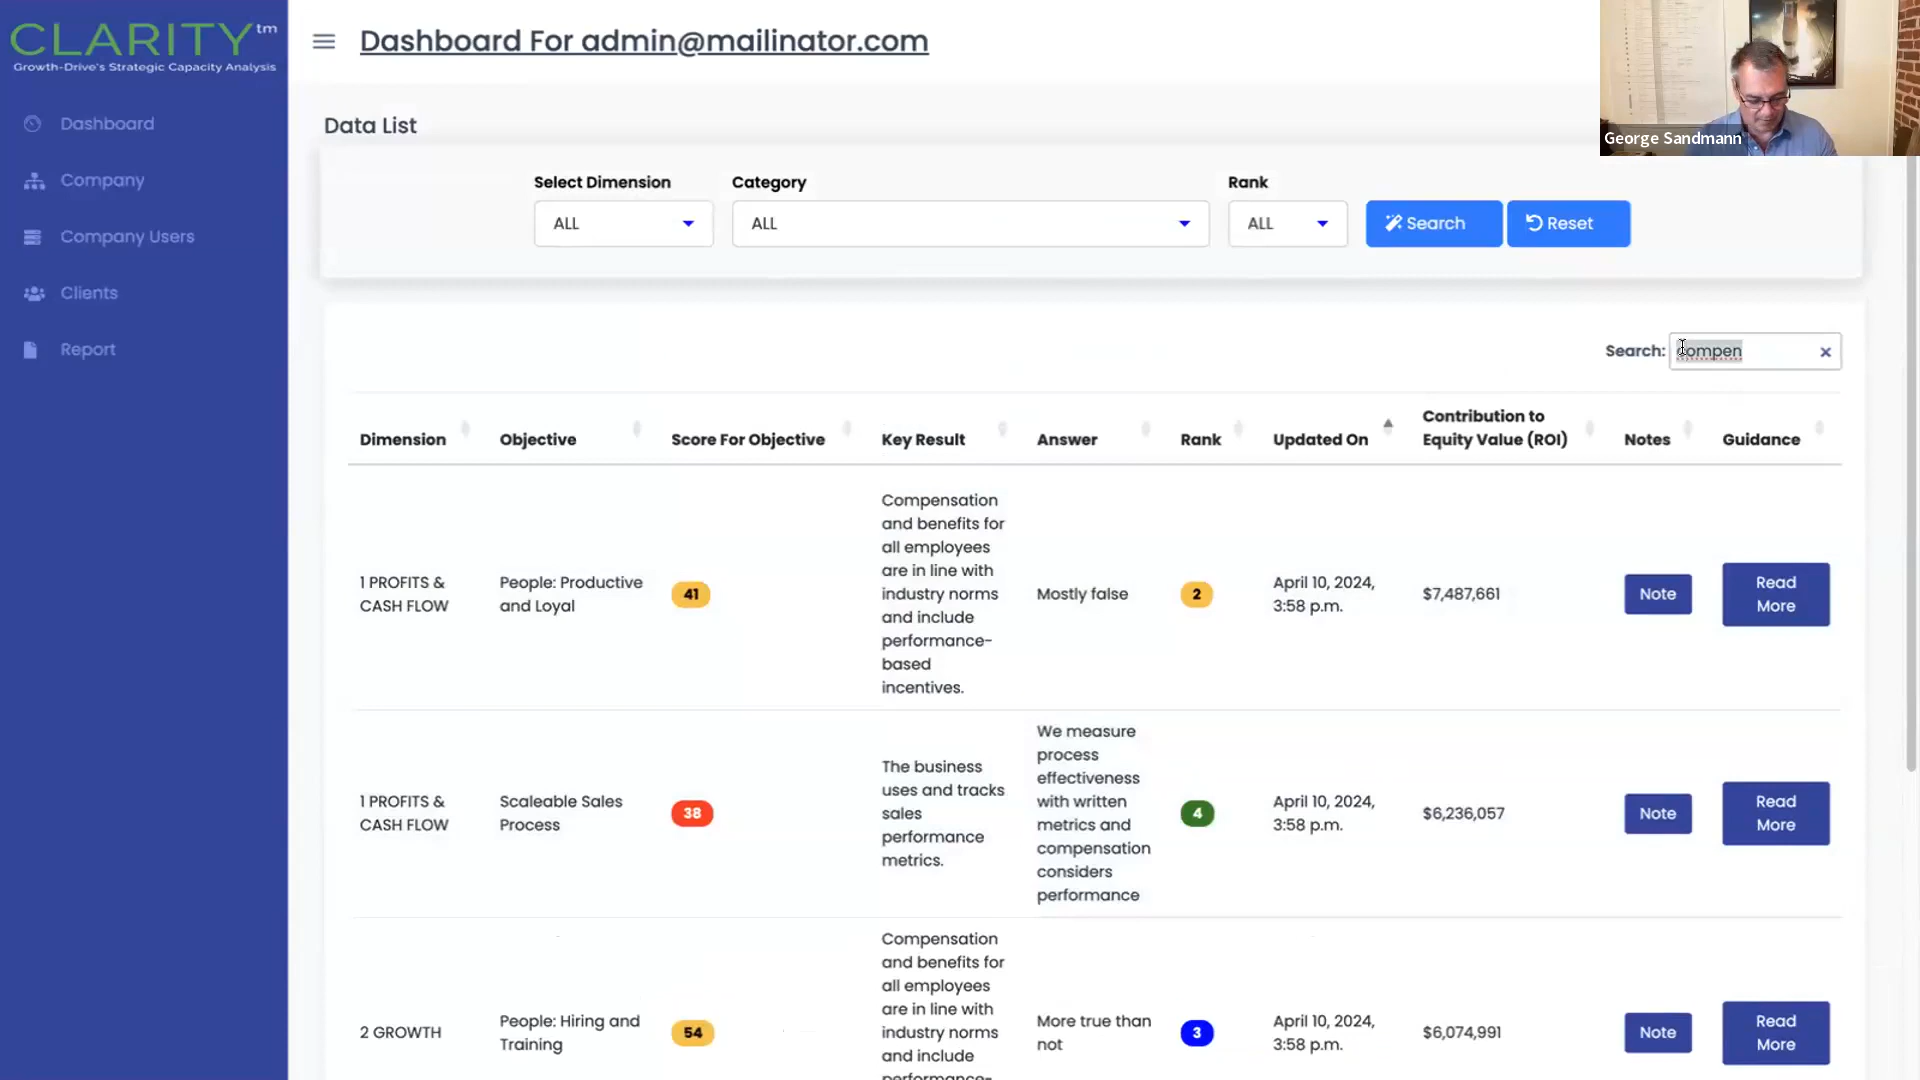 CLARITY tm
Growth-Drive's Strategic Capacity Analysis
Dashboard
Company
Company Users
Clients
Report
Dashboard For admin@mailinator.com
George Sandmann
Data List
Select Dimension
ALL
Category
ALL
Rank
ALL
Search
Reset
Search: compen
Dimension
Objective
Score For Objective
Key Result
Answer
Rank
Updated On
Contribution to
Equity Value (ROI)
Notes
Guidance
1 PROFITS &
CASH FLOW
People: Productive
and Loyal
41
Compensation
and benefits for
all employees
are in line with
industry norms
and include
performance-
based
incentives.
Mostly false
2
April 10, 2024,
3:58 p.m.
$7,487,661
Note
Read
More
1 PROFITS &
CASH FLOW
Scaleable Sales
Process
38
The business
uses and tracks
sales
performance
metrics.
We measure
process
effectiveness
with written
metrics and
compensation
considers
performance
4
April 10, 2024,
3:58 p.m.
$6,236,057
Note
Read
More
2 GROWTH
People: Hiring and
Training
54
Compensation
and benefits for
all employees
are in line with
industry norms
and include
performance-
More true than
not
3
April 10, 2024,
3:58 p.m.
$6,074,991
Note
Read
More